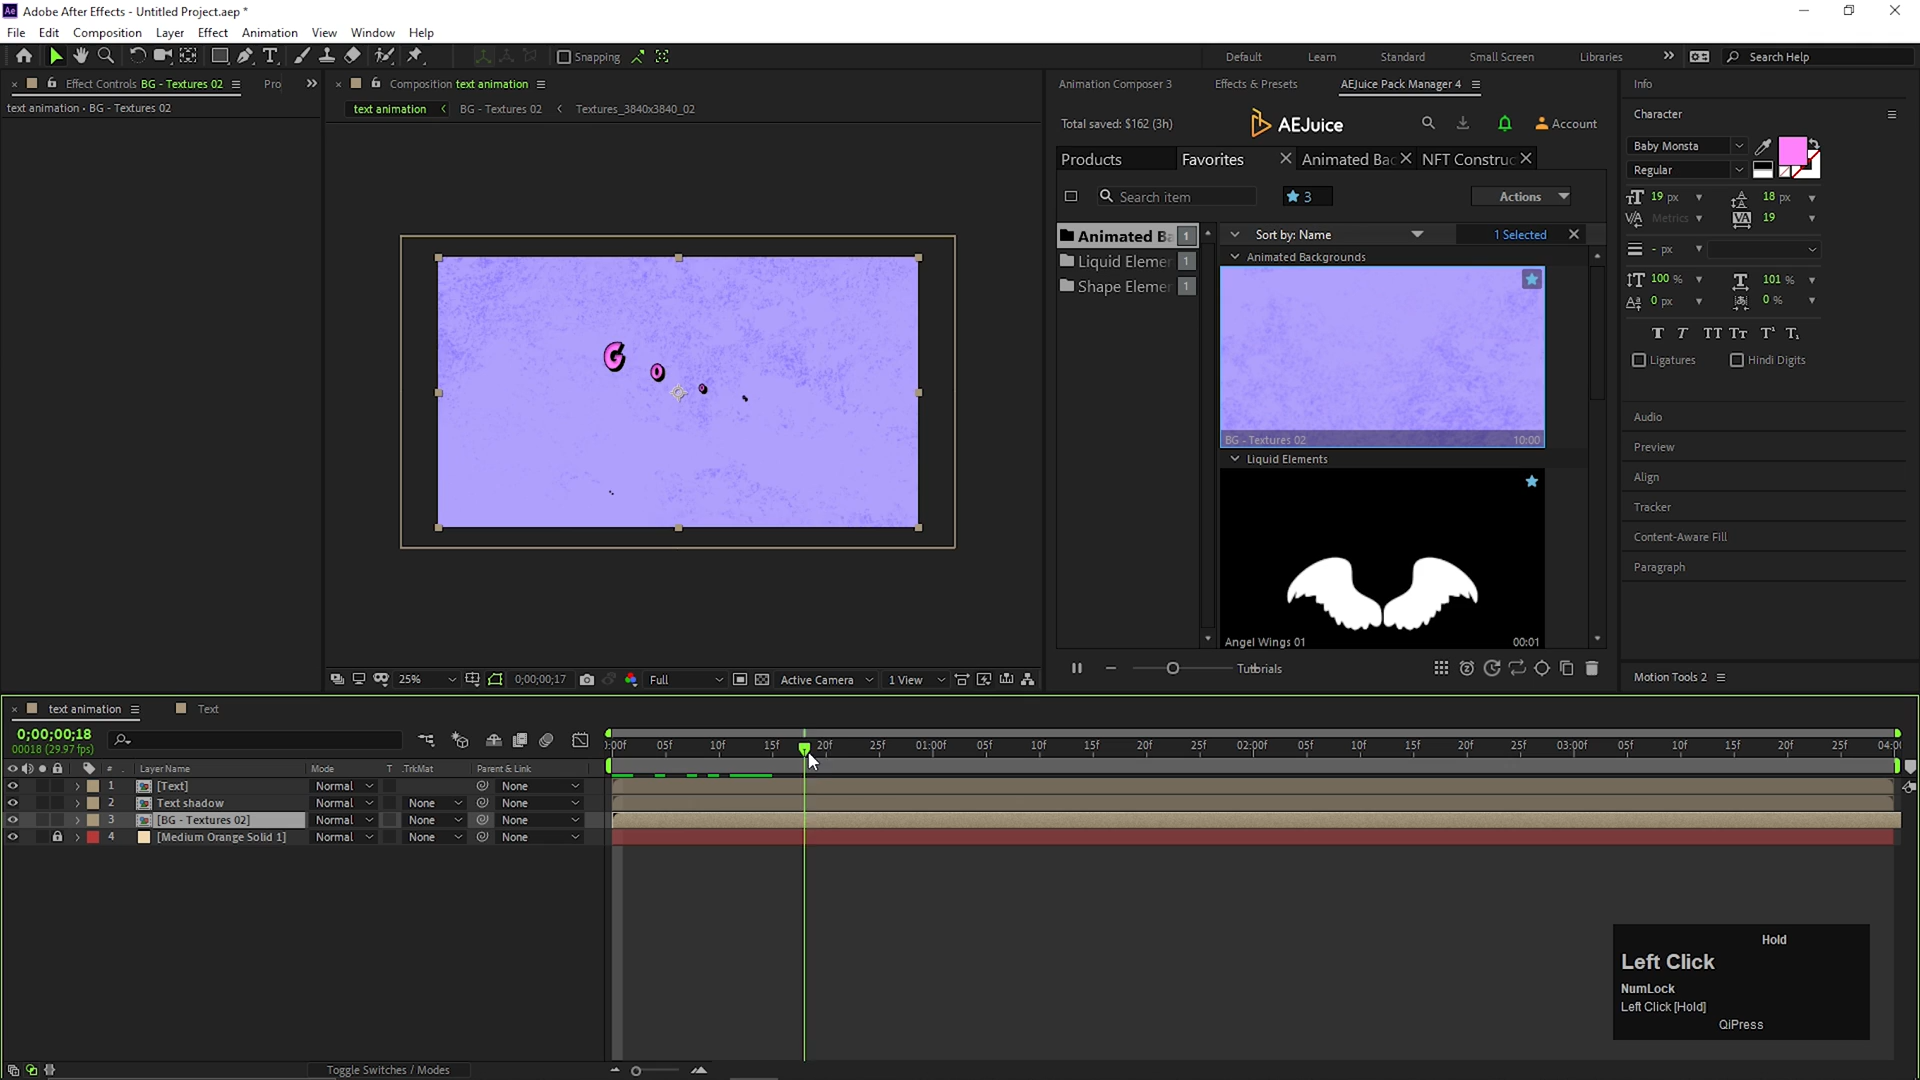 Adobe After Effects - Untitled Project.aep *
File Edit Composition Layer Effect Animation View Window Help
Snapping
Default Learn Standard Small Screen Libraries Search Help
Effect Controls BG - Textures 02
Pro
text animation • BG - Textures 02
Composition text animation
text animation BG - Textures 02 Textures_3840x3840_02
G o o
25% 0;00;00;17 Full Active Camera 1 View
Animation Composer 3 Effects & Presets AEJuice Pack Manager 4
Total saved: $162 (3h) AEJuice Account
Products Favorites Animated Bac NFT Construc
Search item 3 Actions
Animated Ba 1
Liquid Elemen 1
Shape Elemen 1
Sort by: Name 1 Selected
Animated Backgrounds
BG - Textures 02 10:00
Liquid Elements
Angel Wings 01 00:01
Tutorials
Info
Character
Baby Monsta
Regular
19 px 18 px
Metrics 19
- px
100 % 101 %
0 px 0 %
Ligatures Hindi Digits
Audio
Preview
Align
Tracker
Content-Aware Fill
Paragraph
Motion Tools 2
text animation Text
0;00;00;18
00018 (29.97 fps)
:00f 05f 10f 15f 20f 25f 01:00f 05f 10f 15f 20f 25f 02:00f 05f 10f 15f 20f 25f 03:00f 05f 10f 15f 20f 25f 04:0
# Layer Name Mode T .TrkMat Parent & Link
1 [Text] Normal None
2 Text shadow Normal None None
3 [BG - Textures 02] Normal None None
4 [Medium Orange Solid 1] Normal None None
Hold
Left Click
NumLock
Left Click [Hold]
QiPress
Toggle Switches / Modes